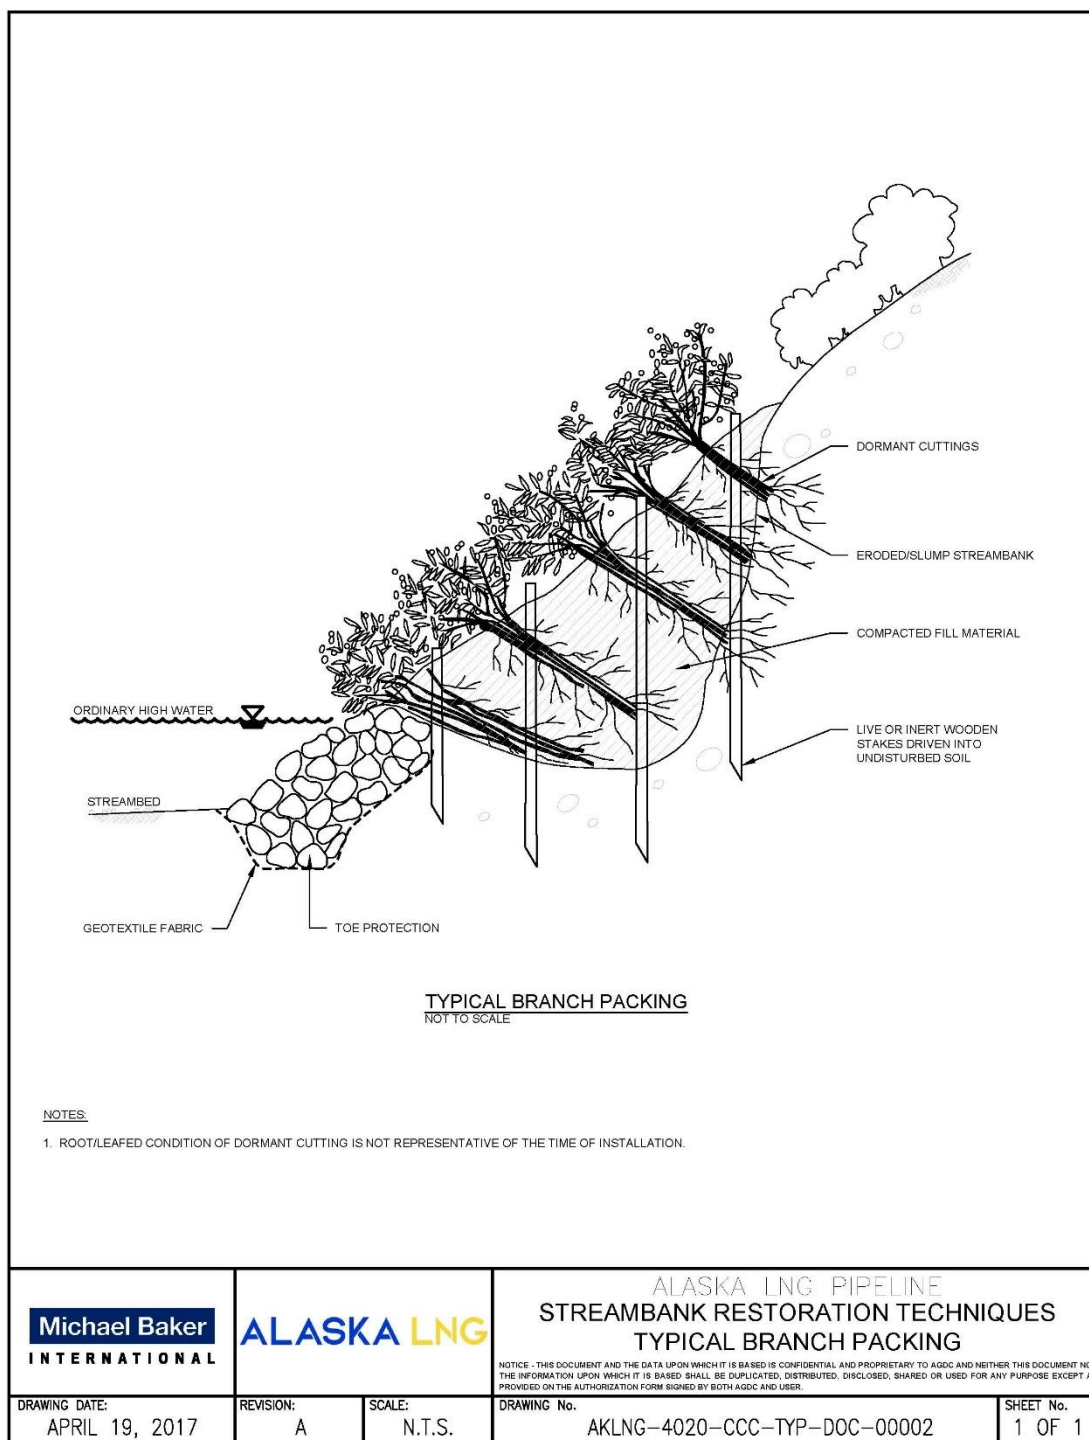 DORMANT CUTTINGS
ERODED/SLUMP STREAMBANK
COMPACTED FILL MATERIAL
ORDINARY HIGH WATER
LIVE OR INERT WOODEN
STAKES DRIVEN INTO
UNDISTURBED SOIL
STREAMBED
GEOTEXTILE FABRIC
TOE PROTECTION
TYPICAL BRANCH PACKING
NOT TO SCALE
NOTES:
1. ROOT/LEAFED CONDITION OF DORMANT CUTTING IS NOT REPRESENTATIVE OF THE TIME OF INSTALLATION.
Michael Baker
INTERNATIONAL
ALASKA LNG
ALASKA LNG PIPELINE
STREAMBANK RESTORATION TECHNIQUES
TYPICAL BRANCH PACKING
NOTICE - THIS DOCUMENT AND THE DATA UPON WHICH IT IS BASED IS CONFIDENTIAL AND PROPRIETARY TO AGDC AND NEITHER THIS DOCUMENT
THE INFORMATION UPON WHICH IT IS BASED SHALL BE DUPLICATED, DISTRIBUTED, DISCLOSED, SHARED OR USED FOR ANY PURPOSE EXCEPT
PROVIDED ON THE AUTHORIZATION FORM SIGNED BY BOTH AGDC AND USER.
DRAWING DATE:
APRIL 19, 2017
REVISION:
A
SCALE:
N.T.S.
DRAWING No.
AKLNG-4020-CCC-TYP-DOC-00002
SHEET No.
1 OF 1